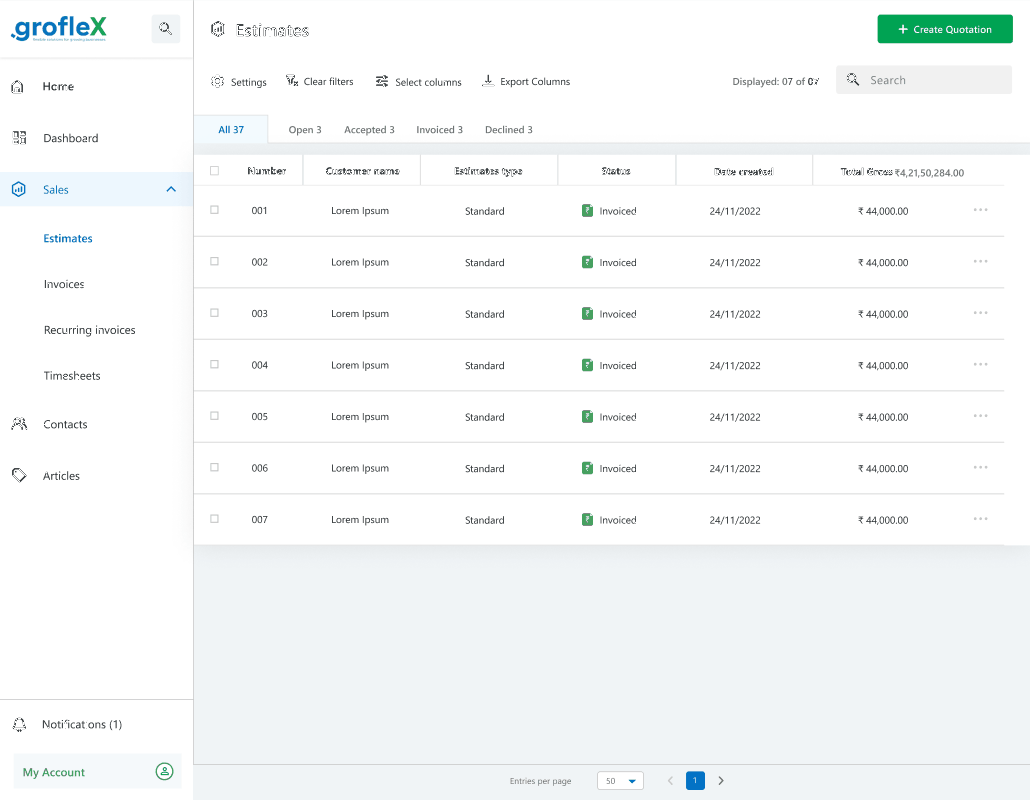 .grofleX
Estimates
+ Create Quotation
Settings
Clear filters
Select columns
Export Columns
Displayed: 07 of 07
Search
Home
Dashboard
Sales
Estimates
Invoices
Recurring invoices
Timesheets
Contacts
Articles
Notifications (1)
My Account
All 37
Open 3
Accepted 3
Invoiced 3
Declined 3
Number Customer name Estimates type Status Date created Total Gross ₹4,21,50,284.00
001 Lorem Ipsum Standard Invoiced 24/11/2022 ₹ 44,000.00
002 Lorem Ipsum Standard Invoiced 24/11/2022 ₹ 44,000.00
003 Lorem Ipsum Standard Invoiced 24/11/2022 ₹ 44,000.00
004 Lorem Ipsum Standard Invoiced 24/11/2022 ₹ 44,000.00
005 Lorem Ipsum Standard Invoiced 24/11/2022 ₹ 44,000.00
006 Lorem Ipsum Standard Invoiced 24/11/2022 ₹ 44,000.00
007 Lorem Ipsum Standard Invoiced 24/11/2022 ₹ 44,000.00
Entries per page 50 1